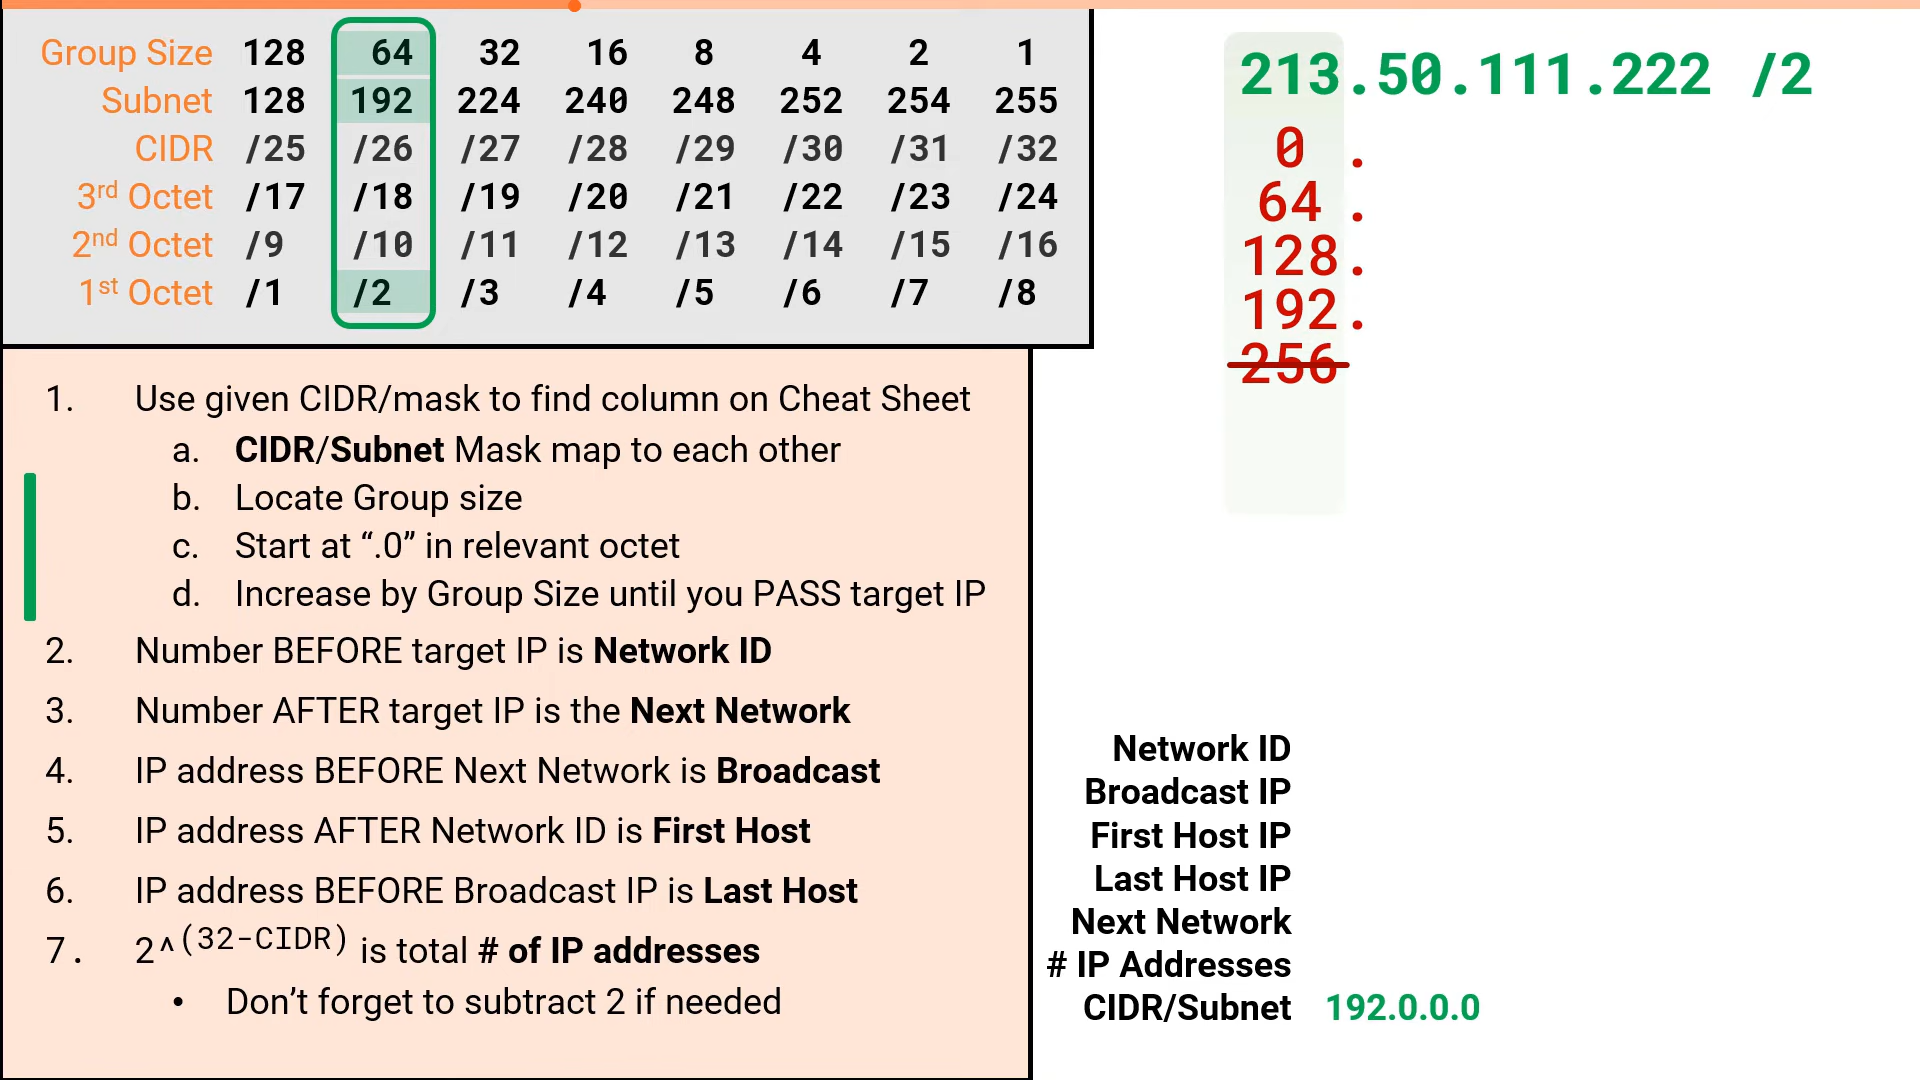 Group Size 128 64 32 16 8 4 2 1
Subnet 128 192 224 240 248 252 254 255
CIDR /25 /26 /27 /28 /29 /30 /31 /32
3rd Octet /17 /18 /19 /20 /21 /22 /23 /24
2nd Octet /9 /10 /11 /12 /13 /14 /15 /16
1st Octet /1 /2 /3 /4 /5 /6 /7 /8
1. Use given CIDR/mask to find column on Cheat Sheet
a. CIDR/Subnet Mask map to each other
b. Locate Group size
c. Start at “.0” in relevant octet
d. Increase by Group Size until you PASS target IP
2. Number BEFORE target IP is Network ID
3. Number AFTER target IP is the Next Network
4. IP address BEFORE Next Network is Broadcast
5. IP address AFTER Network ID is First Host
6. IP address BEFORE Broadcast IP is Last Host
7. 2^(32-CIDR) is total # of IP addresses
• Don’t forget to subtract 2 if needed
213.50.111.222 /2
0 .
64 .
128.
192.
256
Network ID
Broadcast IP
First Host IP
Last Host IP
Next Network
# IP Addresses
CIDR/Subnet 192.0.0.0